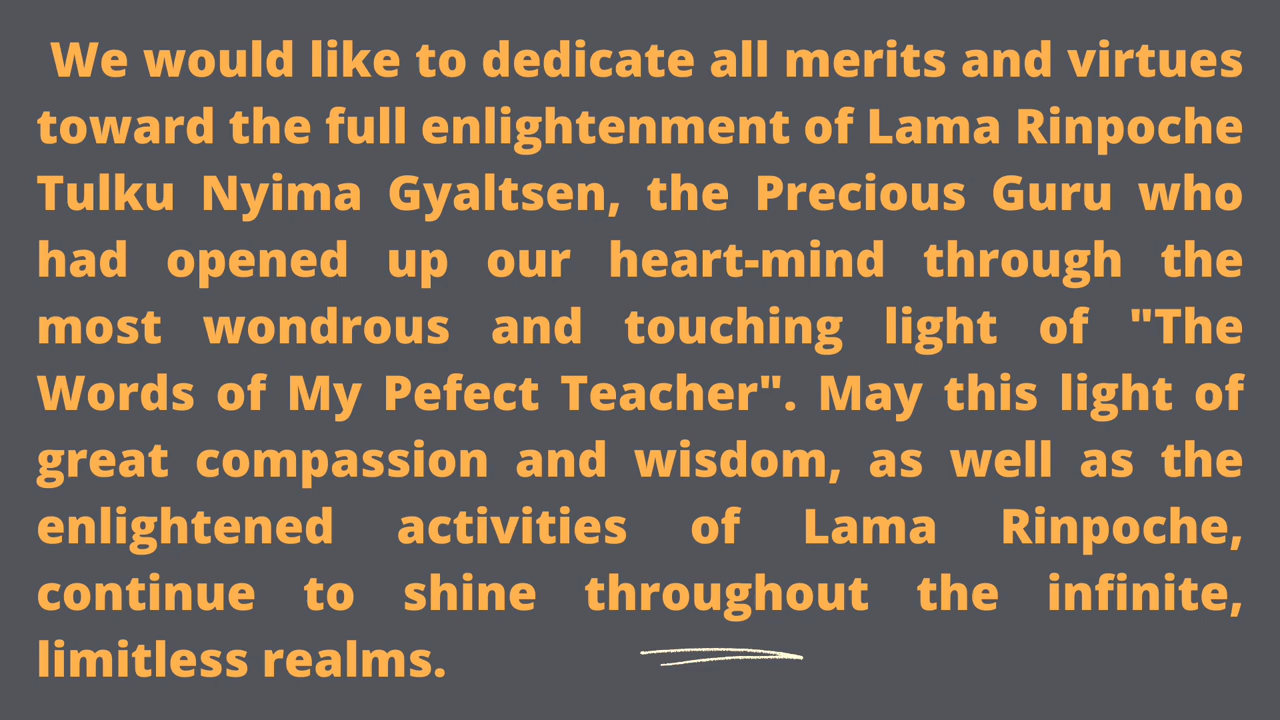 We would like to dedicate all merits and virtues
toward the full enlightenment of Lama Rinpoche
Tulku Nyima Gyaltsen, the Precious Guru who
had opened up our heart-mind through the
most wondrous and touching light of "The
Words of My Pefect Teacher". May this light of
great compassion and wisdom, as well as the
enlightened activities of Lama Rinpoche,
continue to shine throughout the infinite,
limitless realms.